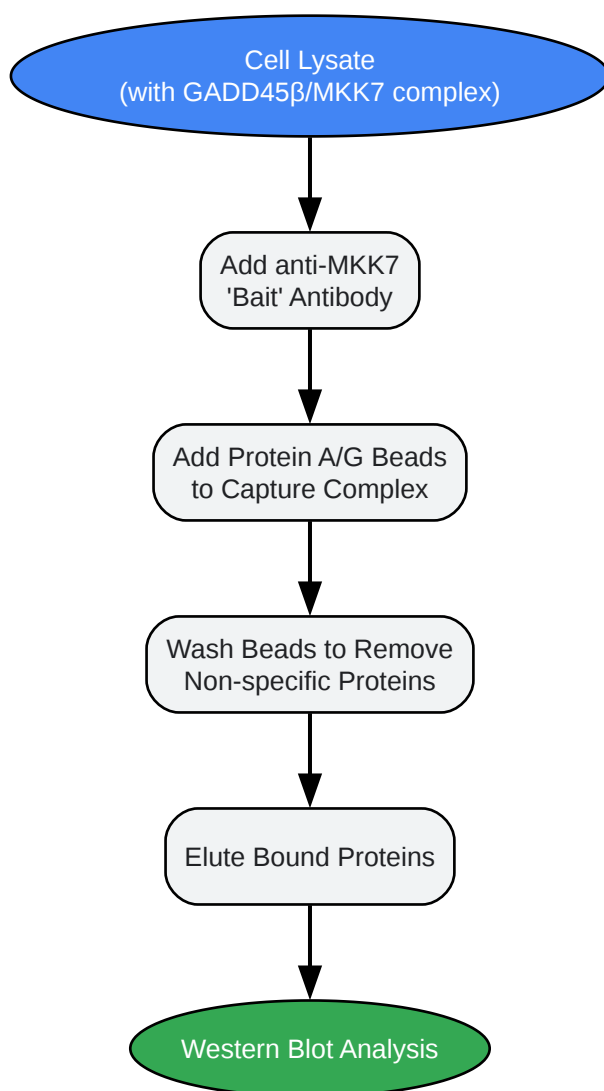 Cell Lysate
(with GADD45β/MKK7 complex)
Add anti-MKK7
'Bait' Antibody
Add Protein A/G Beads
to Capture Complex
Wash Beads to Remove
Non-specific Proteins
Elute Bound Proteins
Western Blot Analysis